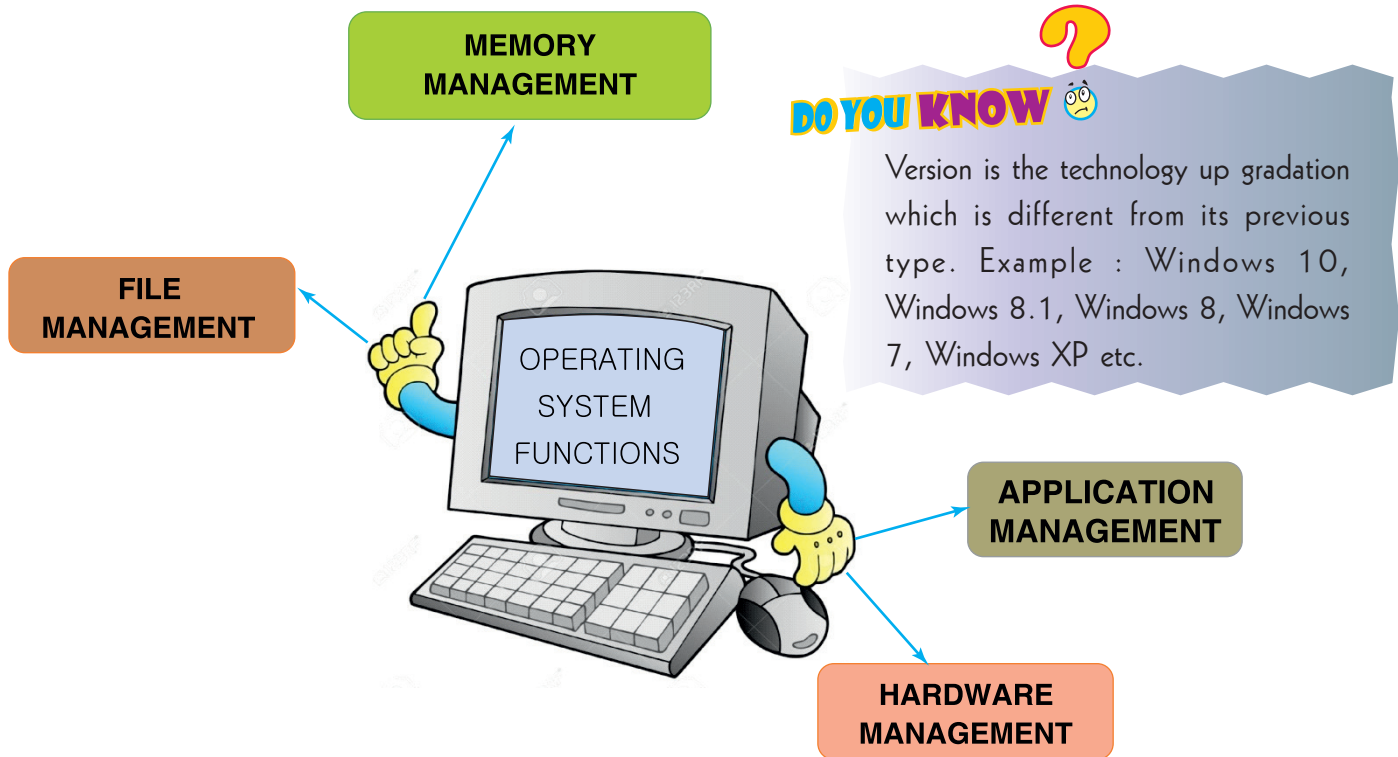 MEMORY
MANAGEMENT
DO YOU KNOW
Version is the technology up gradation
which is different from its previous
type. Example : Windows 10,
Windows 8.1, Windows 8, Windows
7, Windows XP etc.
FILE
MANAGEMENT
OPERATING
SYSTEM
FUNCTIONS
APPLICATION
MANAGEMENT
HARDWARE
MANAGEMENT